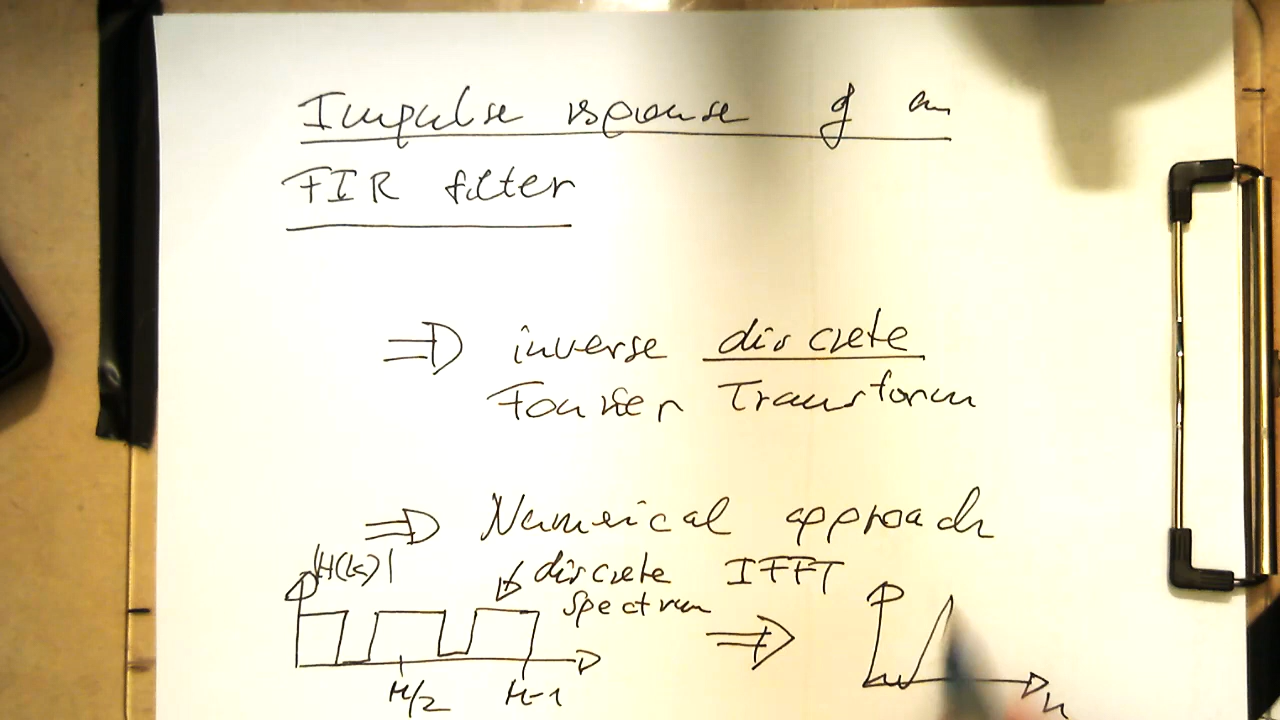 Impulse response of an
FIR filter
⇒ inverse discrete
Fourier Transform
⇒ Numerical approach
|H(k)|
discrete
spectrum
IFFT
⇒
M/2
M-1
n